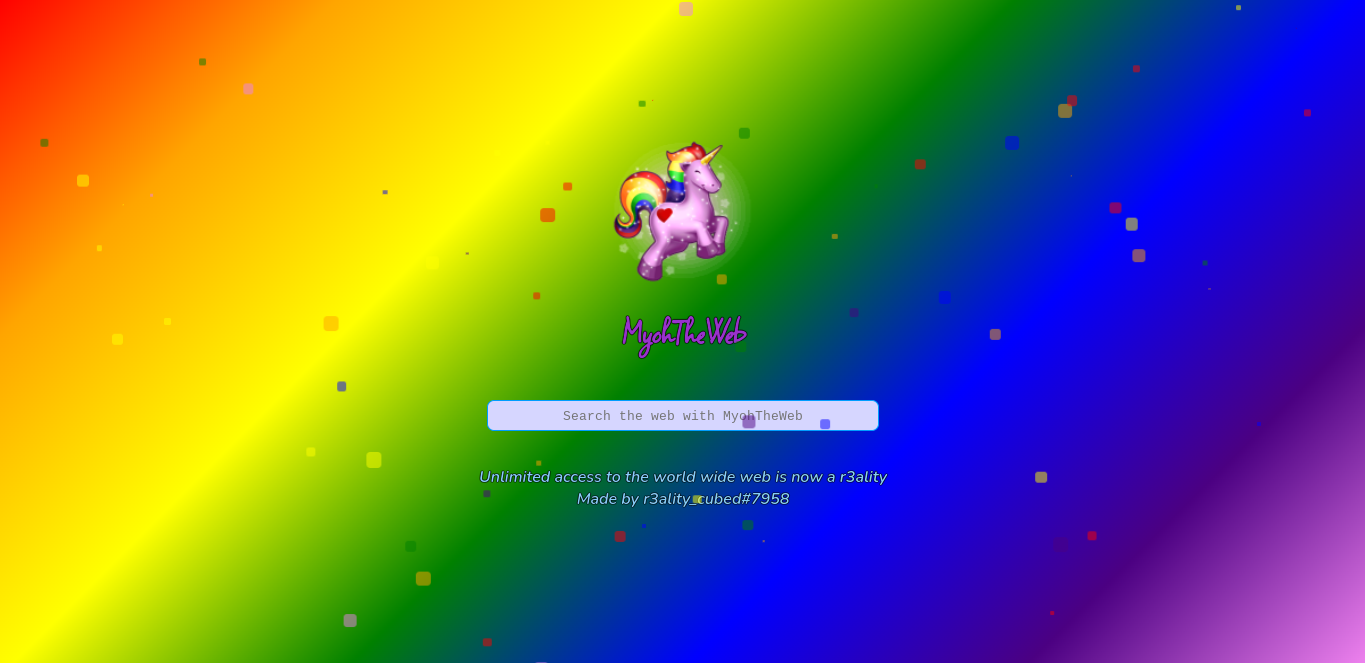 MyohTheWeb
Search the web with MyohTheWeb
Unlimited access to the world wide web is now a r3ality
Made by r3ality_cubed#7958